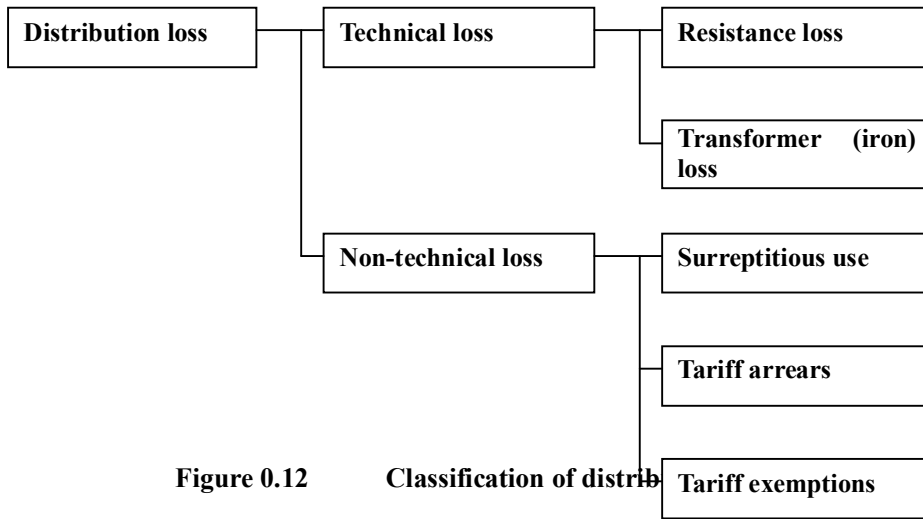 Distribution loss
Technical loss
Resistance loss
Transformer (iron)
loss
Non-technical loss
Surreptitious use
Tariff arrears
Tariff exemptions
Figure 0.12 Classification of distrib